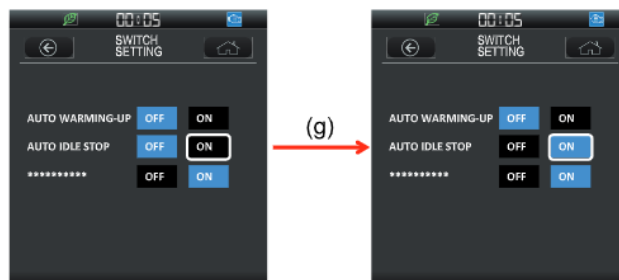 00:05
SWITCH
SETTING
AUTO WARMING-UP OFF ON
AUTO IDLE STOP OFF ON
********** OFF ON
(g)
00:05
SWITCH
SETTING
AUTO WARMING-UP OFF ON
AUTO IDLE STOP OFF ON
********** OFF ON